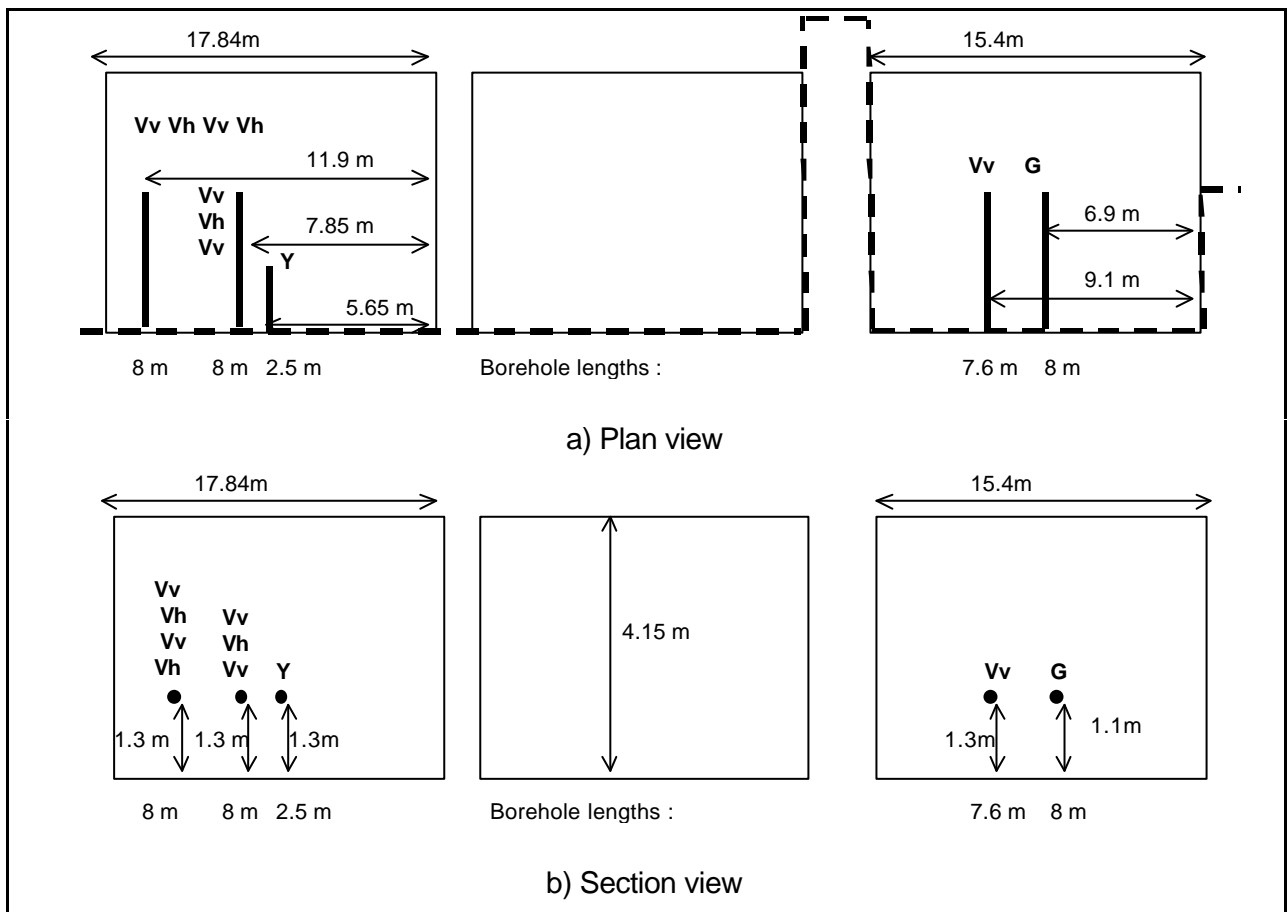 17.84m 15.4m
Vv Vh Vv Vh
11.9 m
Vv G
Vv
Vh
Vv
7.85 m
6.9 m
Y
5.65 m
9.1 m
8 m 8 m 2.5 m Borehole lengths : 7.6 m 8 m
a) Plan view
17.84m 15.4m
Vv
Vh
Vv
Vh
Vv
Vh
Vv
Y
4.15 m
Vv G
1.3 m 1.3 m 1.3m 1.3m 1.1m
8 m 8 m 2.5 m Borehole lengths : 7.6 m 8 m
b) Section view